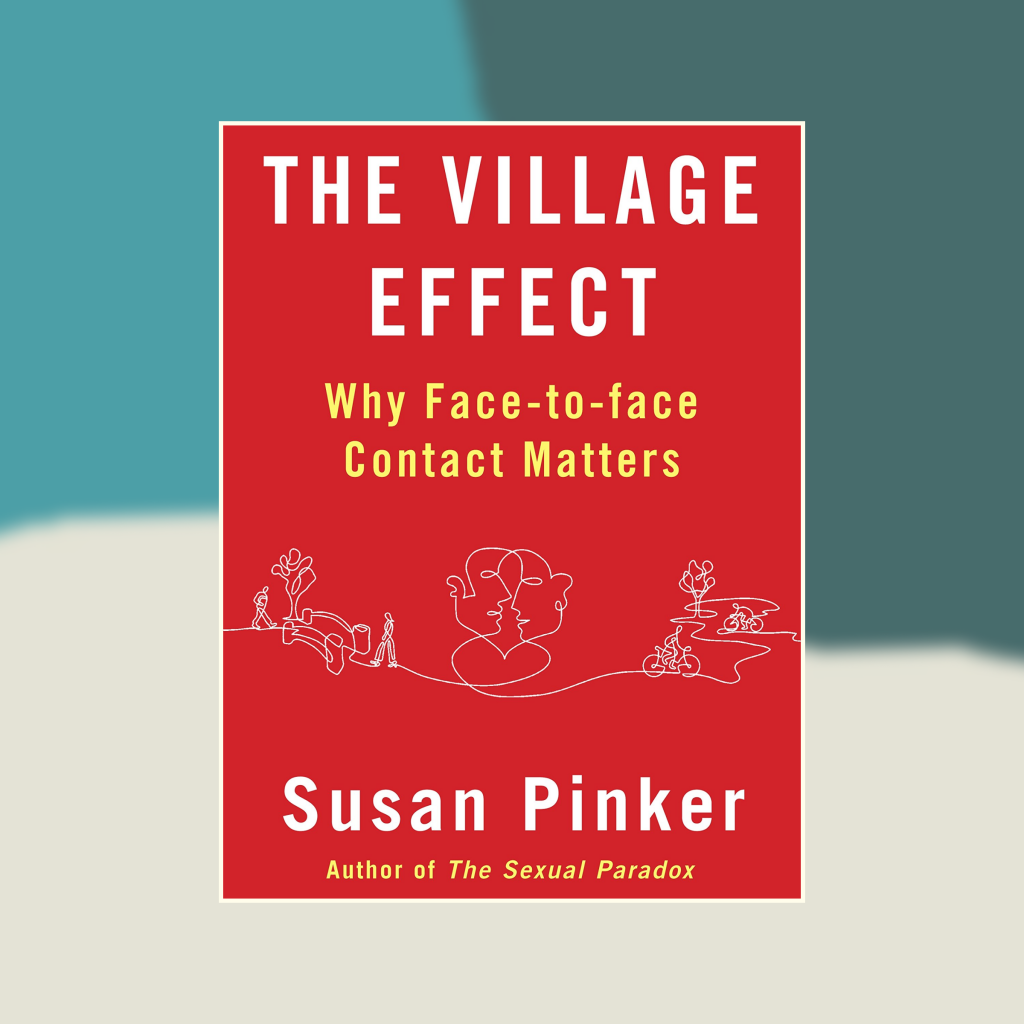 THE VILLAGE
EFFECT
Why Face-to-face
Contact Matters
Susan Pinker
Author of The Sexual Paradox